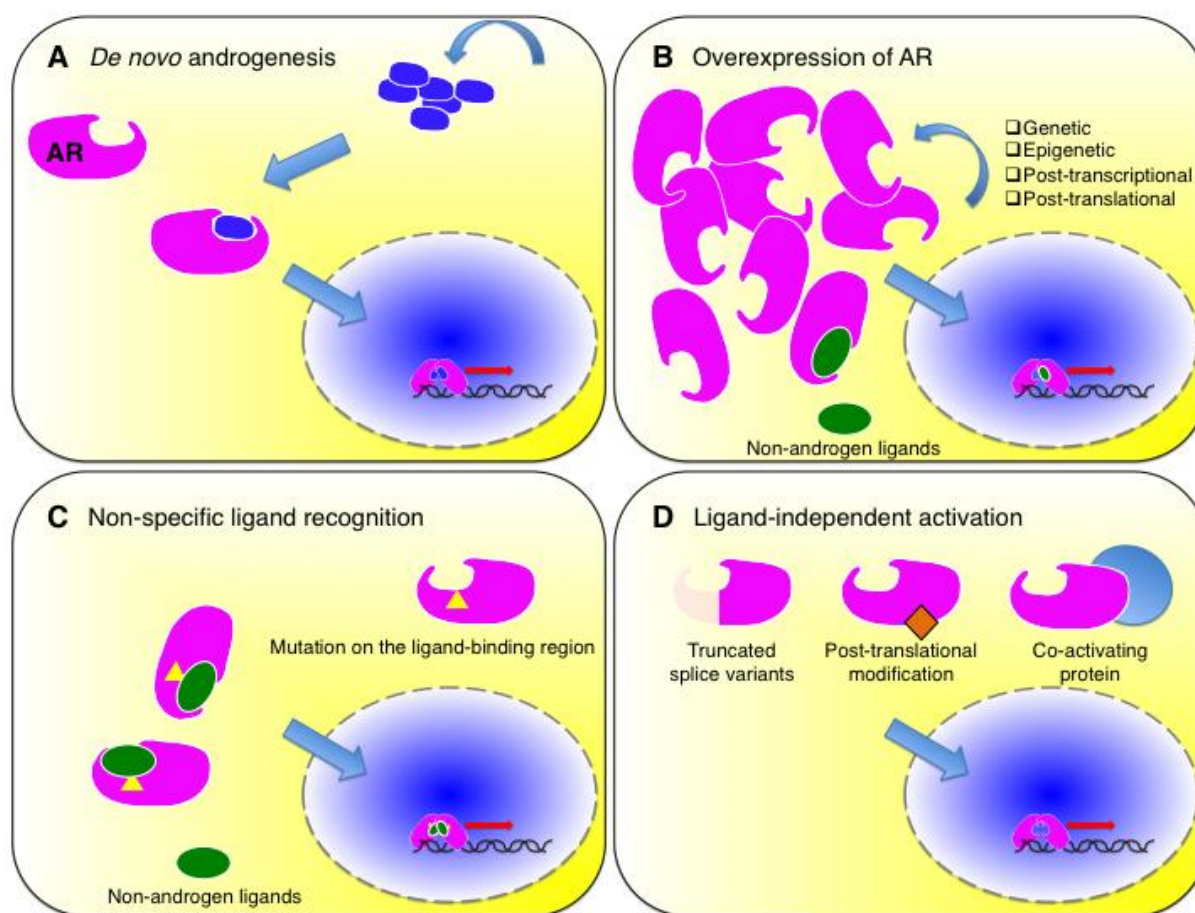 A De novo androgenesis
AR
B Overexpression of AR
❑Genetic
❑Epigenetic
❑Post-transcriptional
❑Post-translational
Non-androgen ligands
C Non-specific ligand recognition
Mutation on the ligand-binding region
Non-androgen ligands
D Ligand-independent activation
Truncated
splice variants
Post-translational
modification
Co-activating
protein